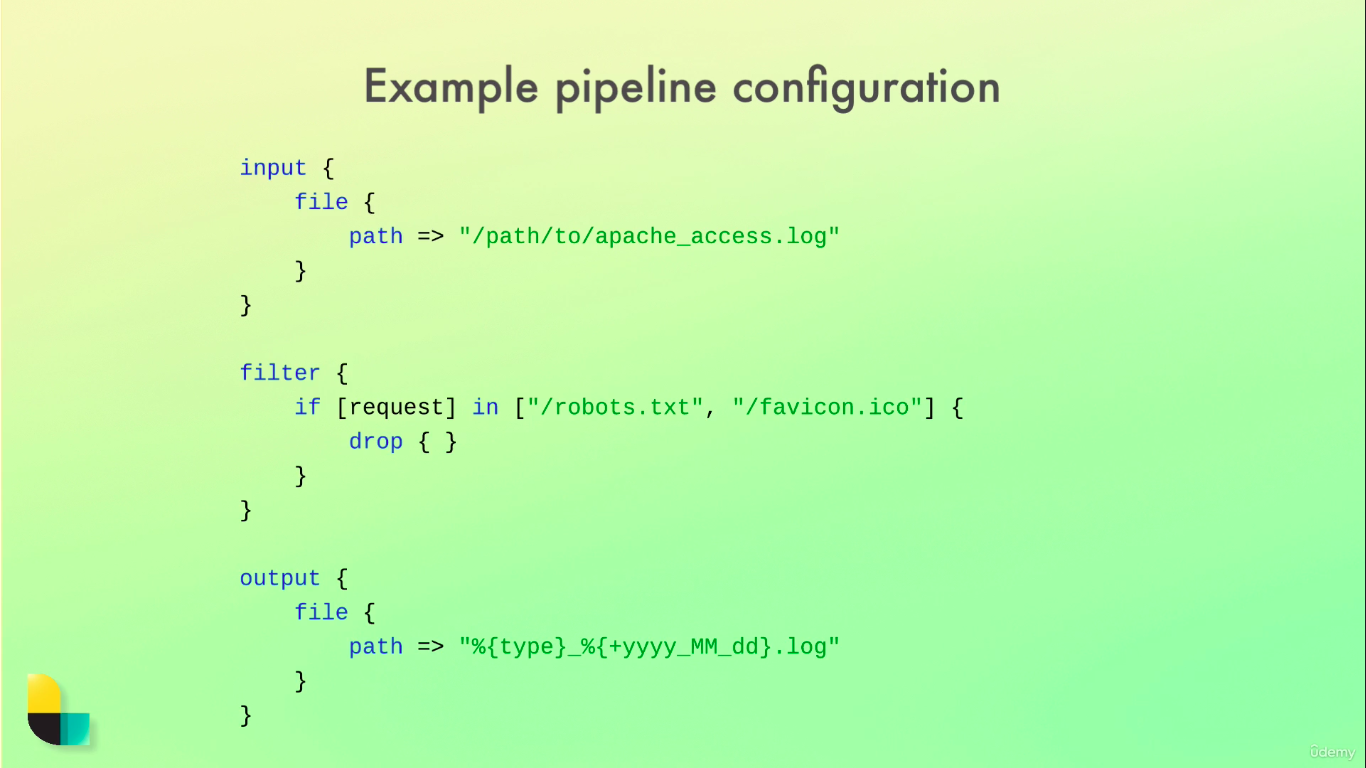 Example pipeline configuration
input {
    file {
        path => "/path/to/apache_access.log"
    }
}
filter {
    if [request] in ["/robots.txt", "/favicon.ico"] {
        drop { }
    }
}
output {
    file {
        path => "%{type}_%{+yyyy_MM_dd}.log"
    }
}
ûdemy